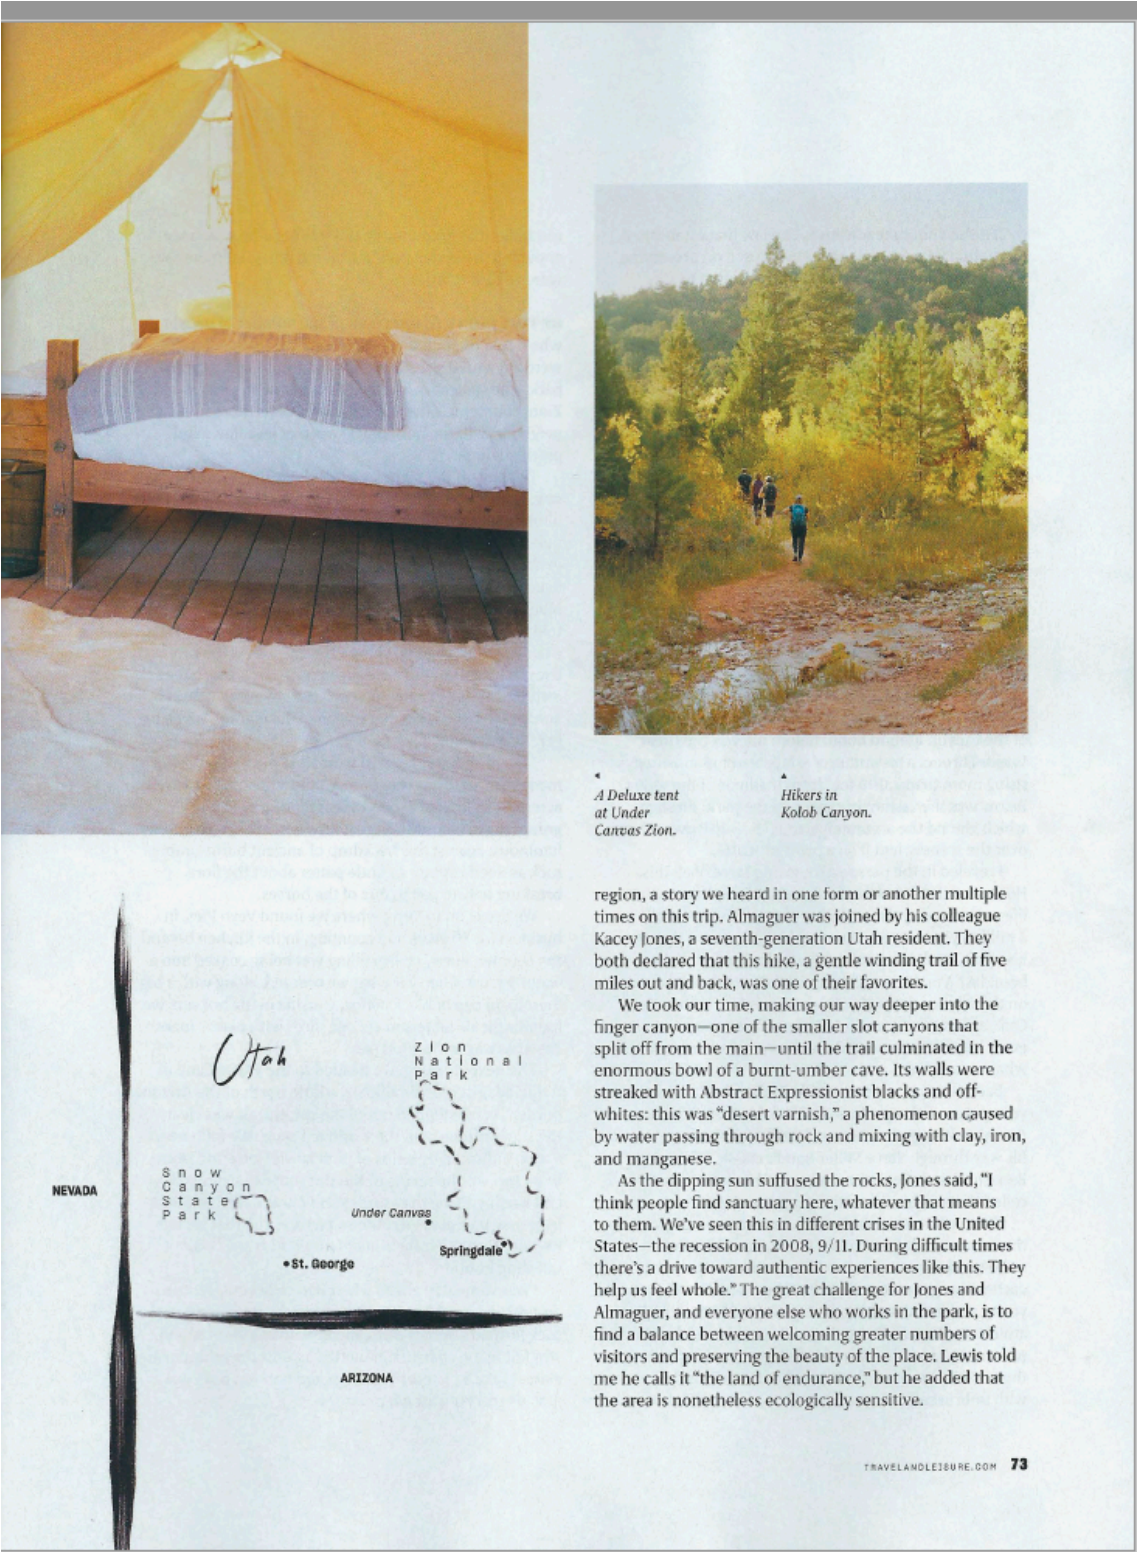 A Deluxe tent
at Under
Canvas Zion.
Hikers in
Kolob Canyon.
region, a story we heard in one form or another multiple
times on this trip. Almaguer was joined by his colleague
Kacey Jones, a seventh-generation Utah resident. They
both declared that this hike, a gentle winding trail of five
miles out and back, was one of their favorites.
We took our time, making our way deeper into the
finger canyon—one of the smaller slot canyons that
split off from the main—until the trail culminated in the
enormous bowl of a burnt-umber cave. Its walls were
streaked with Abstract Expressionist blacks and off-
whites: this was “desert varnish,” a phenomenon caused
by water passing through rock and mixing with clay, iron,
and manganese.
As the dipping sun suffused the rocks, Jones said, “I
think people find sanctuary here, whatever that means
to them. We’ve seen this in different crises in the United
States—the recession in 2008, 9/11. During difficult times
there’s a drive toward authentic experiences like this. They
help us feel whole.” The great challenge for Jones and
Almaguer, and everyone else who works in the park, is to
find a balance between welcoming greater numbers of
visitors and preserving the beauty of the place. Lewis told
me he calls it “the land of endurance,” but he added that
the area is nonetheless ecologically sensitive.
Utah
Zion
National
Park
Snow
Canyon
State
Park
NEVADA
Under Canvas
Springdale
St. George
ARIZONA
TRAVELANDLEISURE.COM 73